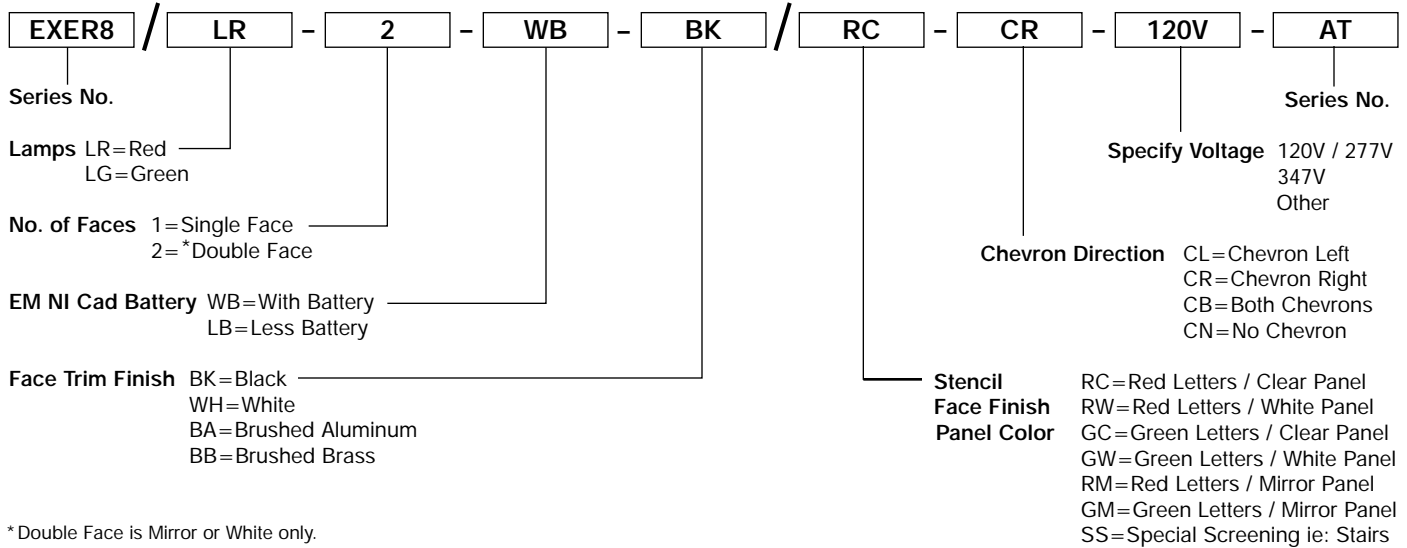 EXER8 / LR – 2 – WB – BK / RC – CR – 120V – AT
Series No.
Series No.
Lamps LR=Red
LG=Green
Specify Voltage 120V / 277V
347V
Other
No. of Faces 1=Single Face
2=*Double Face
Chevron Direction CL=Chevron Left
CR=Chevron Right
CB=Both Chevrons
CN=No Chevron
EM NI Cad Battery WB=With Battery
LB=Less Battery
Face Trim Finish BK=Black
WH=White
BA=Brushed Aluminum
BB=Brushed Brass
Stencil RC=Red Letters / Clear Panel
Face Finish RW=Red Letters / White Panel
Panel Color GC=Green Letters / Clear Panel
GW=Green Letters / White Panel
RM=Red Letters / Mirror Panel
GM=Green Letters / Mirror Panel
SS=Special Screening ie: Stairs
*Double Face is Mirror or White only.